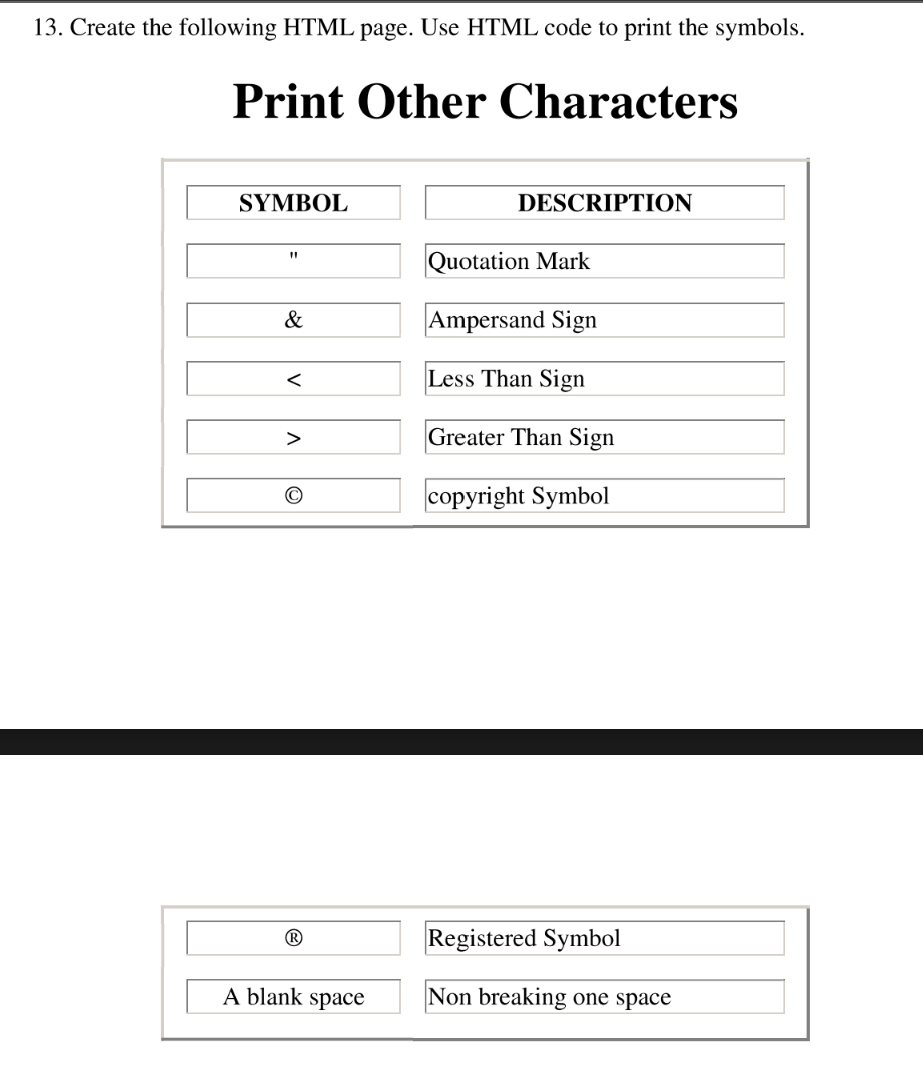 13. Create the following HTML page. Use HTML code to print the symbols.
Print Other Characters
SYMBOL DESCRIPTION
" Quotation Mark
& Ampersand Sign
< Less Than Sign
> Greater Than Sign
© copyright Symbol
® Registered Symbol
A blank space Non breaking one space